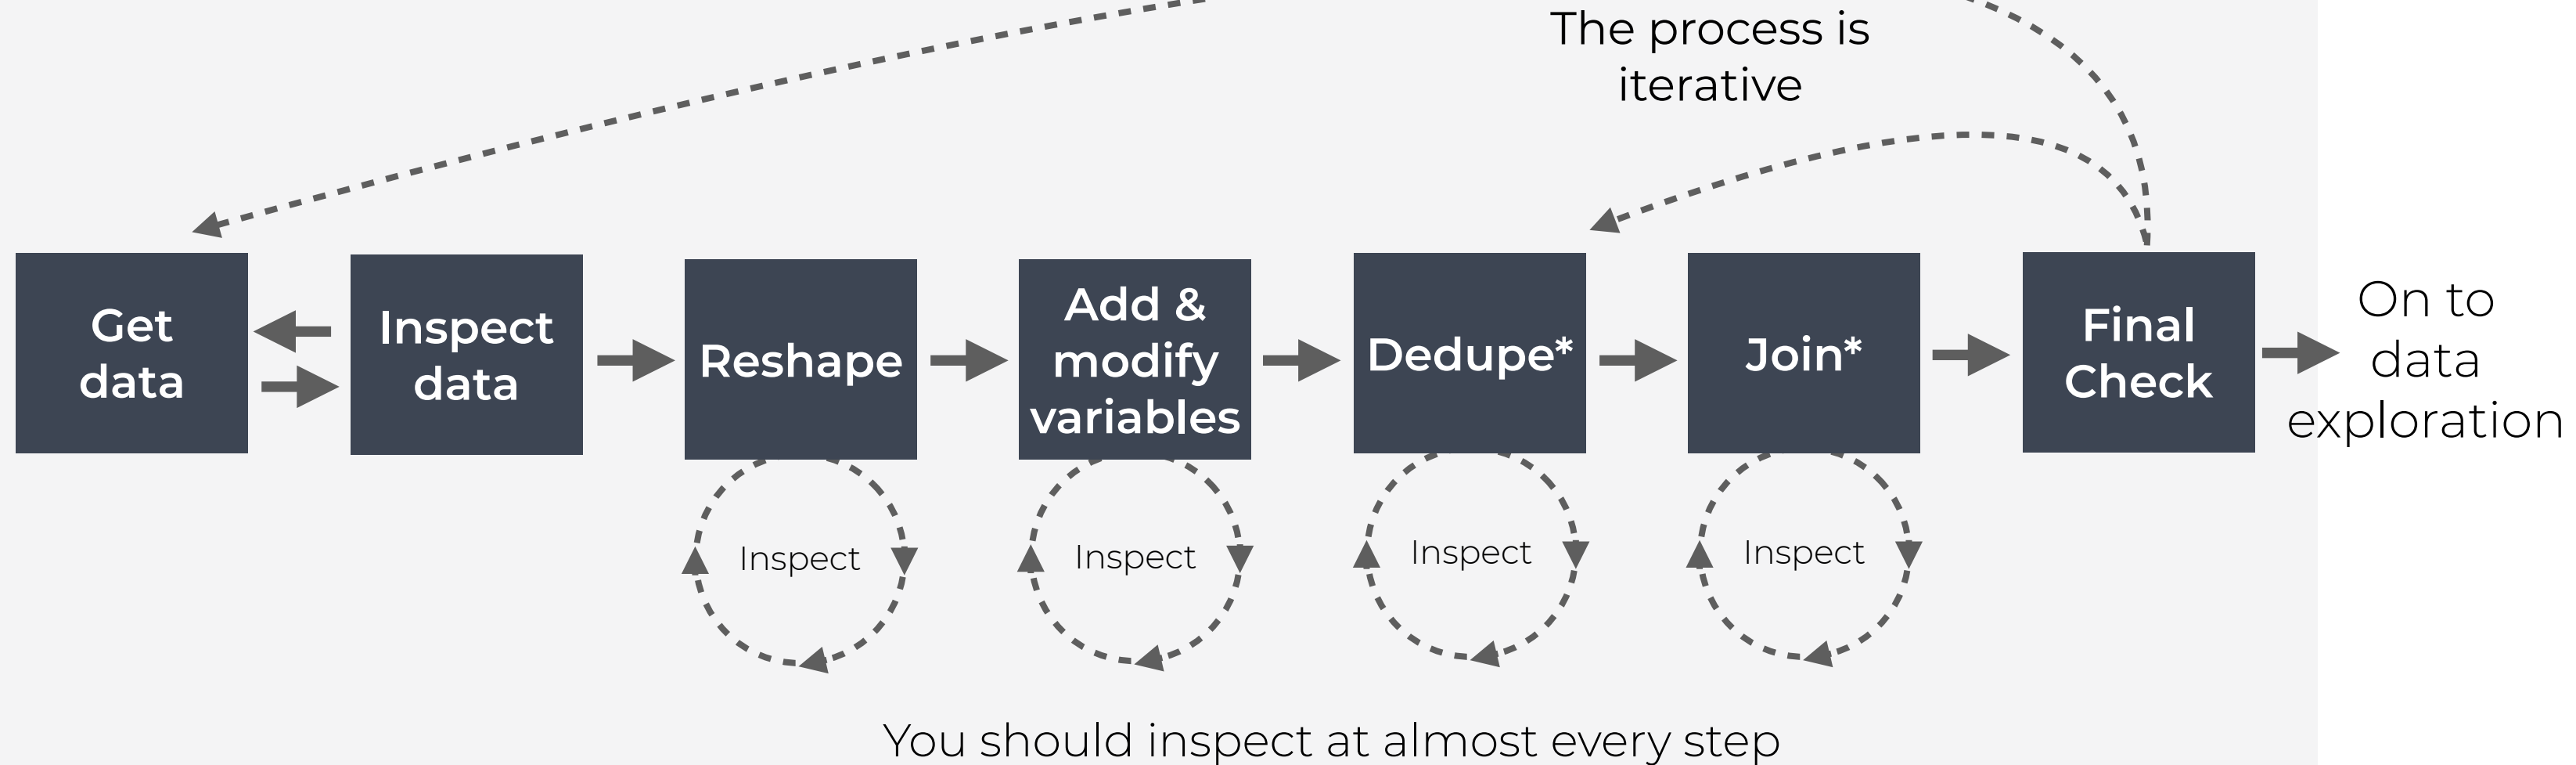 The process is
iterative
Get
data
Inspect
data
Reshape
Add &
modify
variables
Dedupe*
Join*
Final
Check
On to
data
exploration
Inspect
Inspect
Inspect
Inspect
You should inspect at almost every step